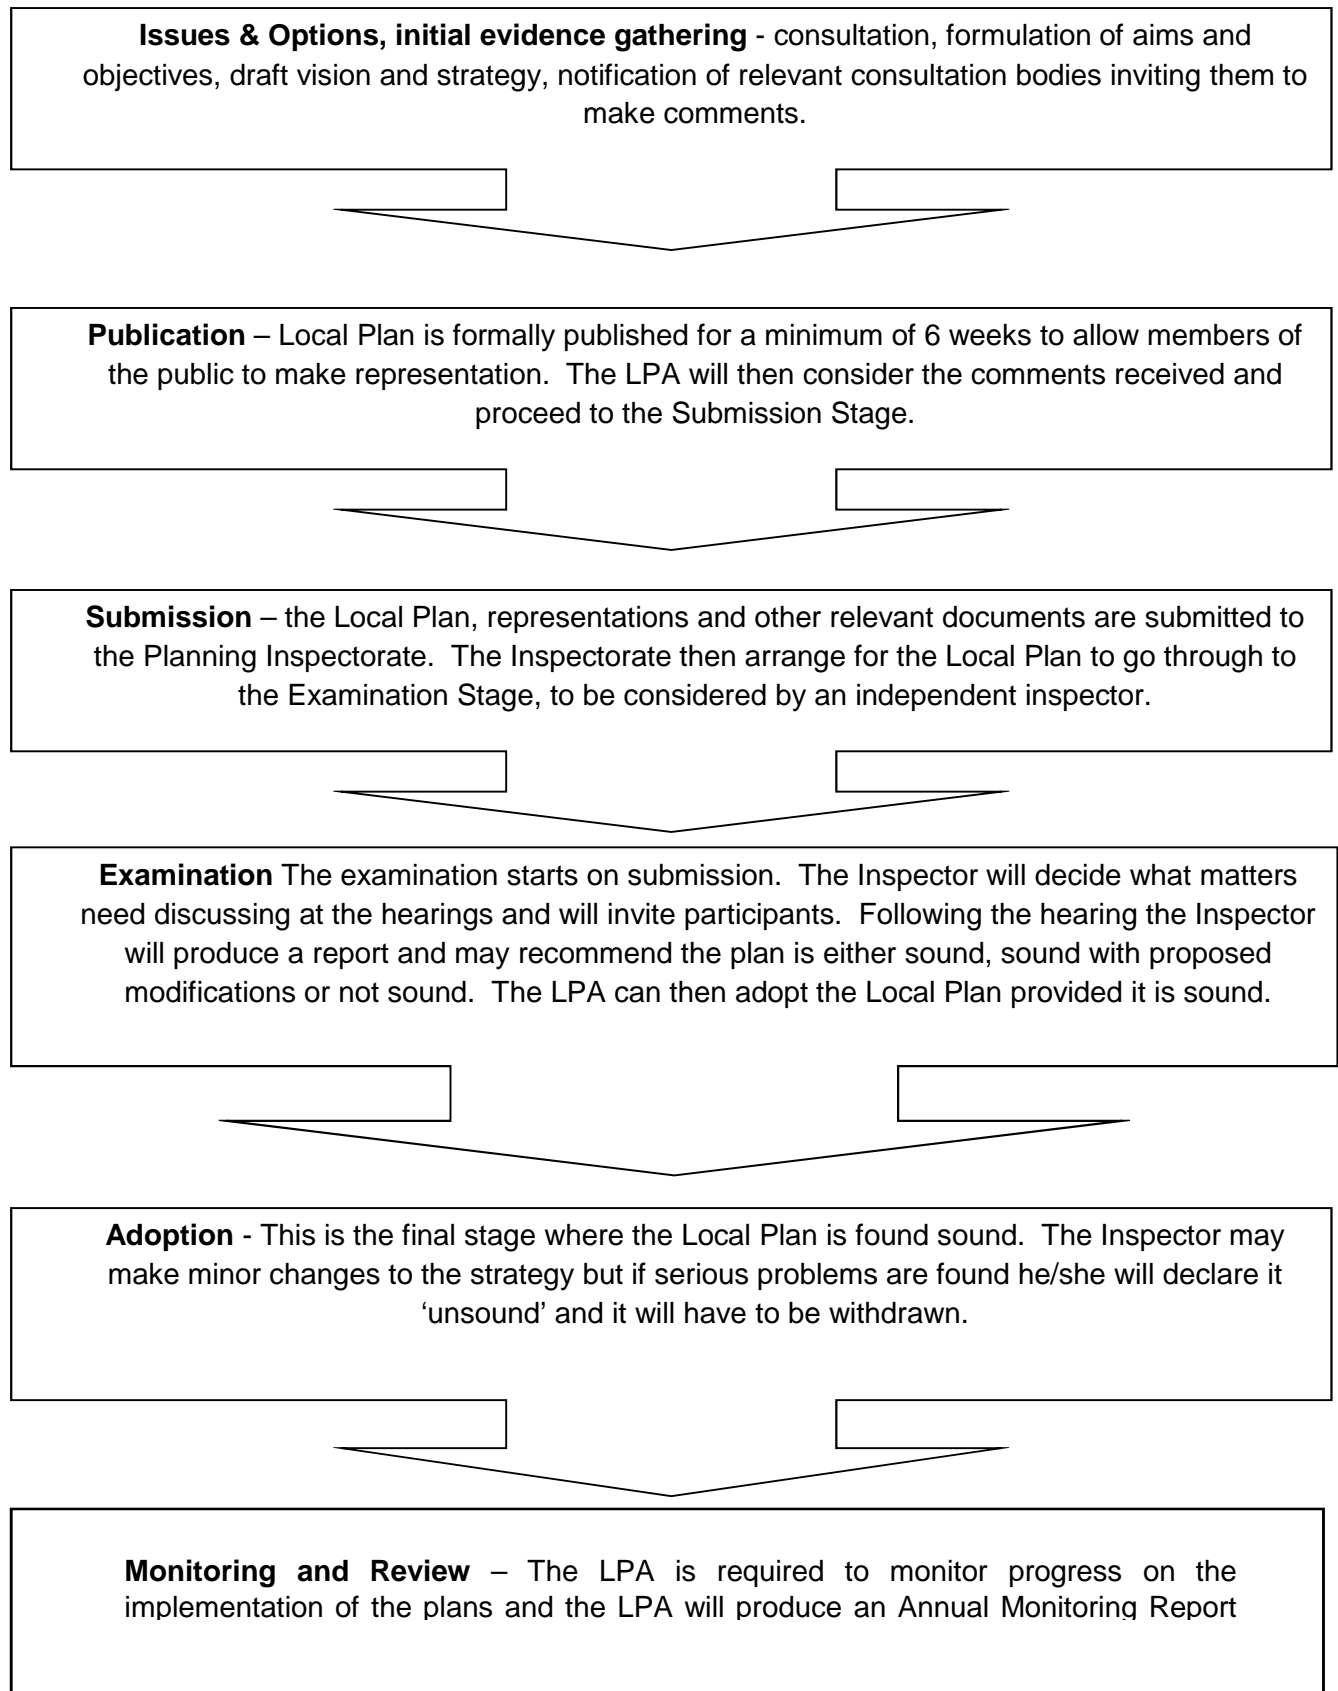 Issues & Options, initial evidence gathering - consultation, formulation of aims and
objectives, draft vision and strategy, notification of relevant consultation bodies inviting them to
make comments.
Publication – Local Plan is formally published for a minimum of 6 weeks to allow members of
the public to make representation.  The LPA will then consider the comments received and
proceed to the Submission Stage.
Submission – the Local Plan, representations and other relevant documents are submitted to
the Planning Inspectorate.  The Inspectorate then arrange for the Local Plan to go through to
the Examination Stage, to be considered by an independent inspector.
Examination The examination starts on submission.  The Inspector will decide what matters
need discussing at the hearings and will invite participants.  Following the hearing the Inspector
will produce a report and may recommend the plan is either sound, sound with proposed
modifications or not sound.  The LPA can then adopt the Local Plan provided it is sound.
Adoption - This is the final stage where the Local Plan is found sound.  The Inspector may
make minor changes to the strategy but if serious problems are found he/she will declare it
‘unsound’ and it will have to be withdrawn.
Monitoring and Review – The LPA is required to monitor progress on the
implementation of the plans and the LPA will produce an Annual Monitoring Report